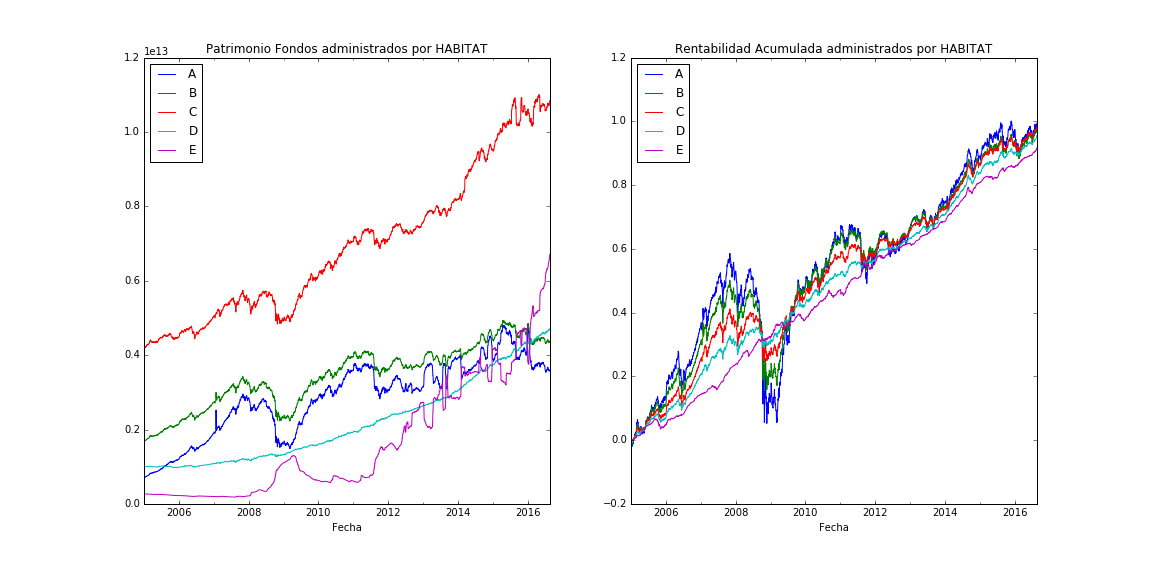 Patrimonio Fondos administrados por HABITAT
1e13
1.2
1.0
0.8
0.6
0.4
0.2
0.0
A
B
C
D
E
2006 2008 2010 2012 2014 2016
Fecha
Rentabilidad Acumulada administrados por HABITAT
1.2
1.0
0.8
0.6
0.4
0.2
0.0
−0.2
A
B
C
D
E
2006 2008 2010 2012 2014 2016
Fecha